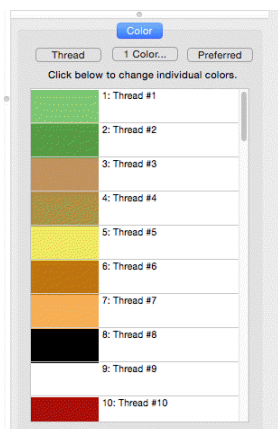 Color
Thread 1 Color... Preferred
Click below to change individual colors.
1: Thread #1
2: Thread #2
3: Thread #3
4: Thread #4
5: Thread #5
6: Thread #6
7: Thread #7
8: Thread #8
9: Thread #9
10: Thread #10